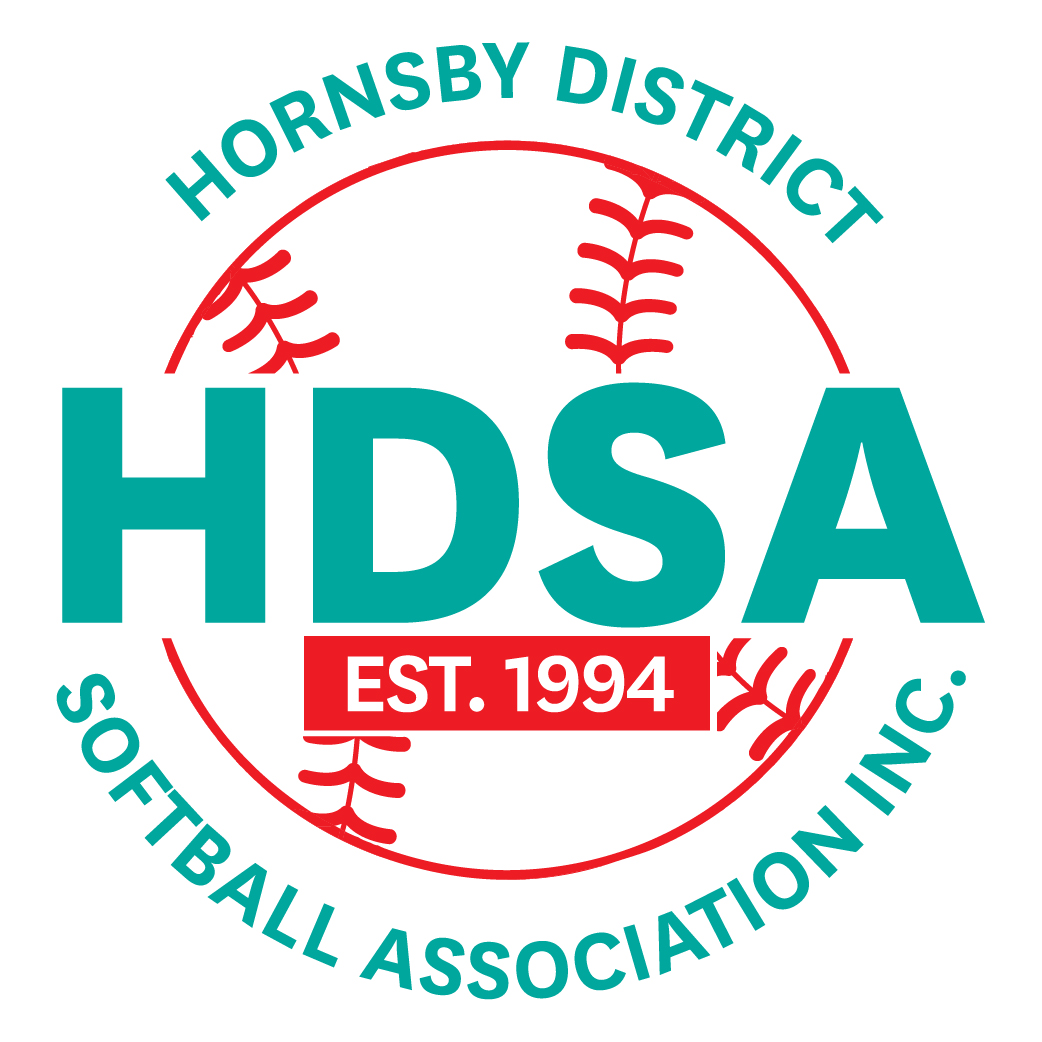 HORNSBY DISTRICT
HDSA
EST. 1994
SOFTBALL ASSOCIATION INC.